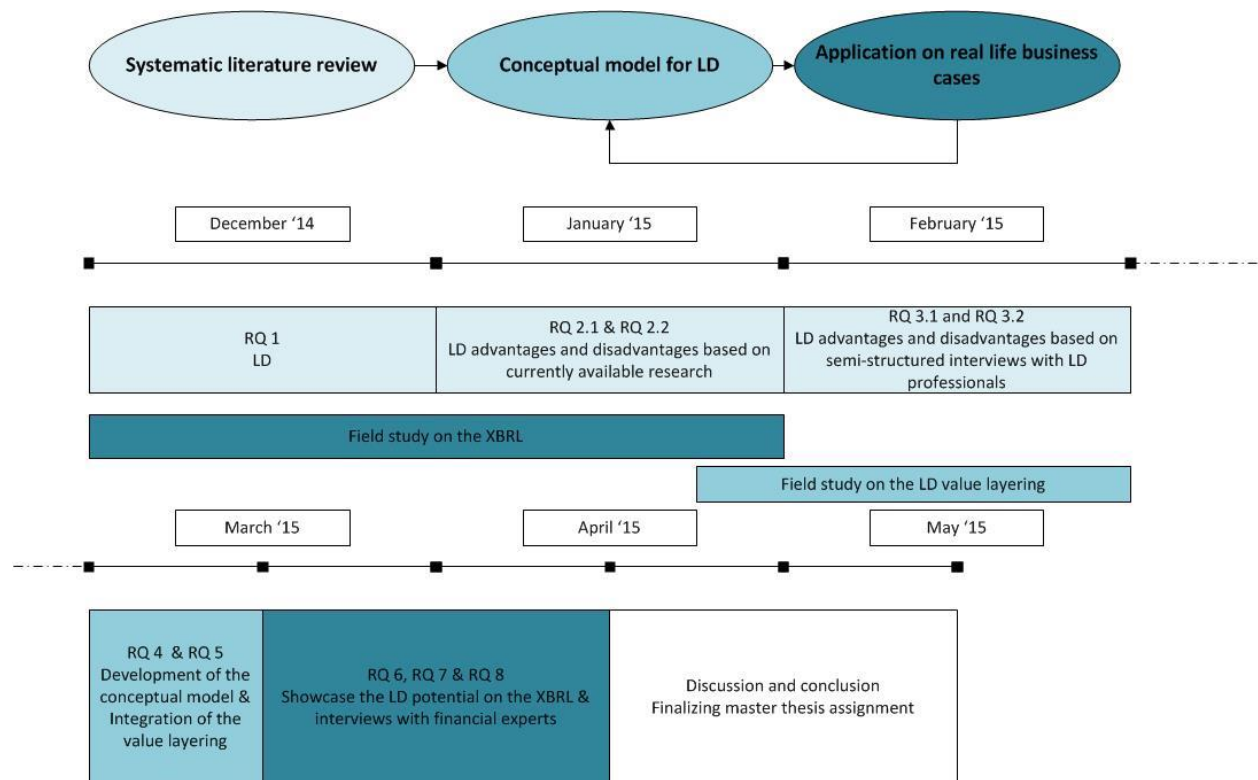 Systematic literature review
Conceptual model for LD
Application on real life business
cases
December ‘14
January ‘15
February ‘15
RQ 1
LD
RQ 2.1 & RQ 2.2
LD advantages and disadvantages based on
currently available research
RQ 3.1 and RQ 3.2
LD advantages and disadvantages based on
semi-structured interviews with LD
professionals
Field study on the XBRL
Field study on the LD value layering
March ‘15
April ‘15
May ‘15
RQ 4 & RQ 5
Development of the
conceptual model &
Integration of the
value layering
RQ 6, RQ 7 & RQ 8
Showcase the LD potential on the XBRL &
interviews with financial experts
Discussion and conclusion
Finalizing master thesis assignment